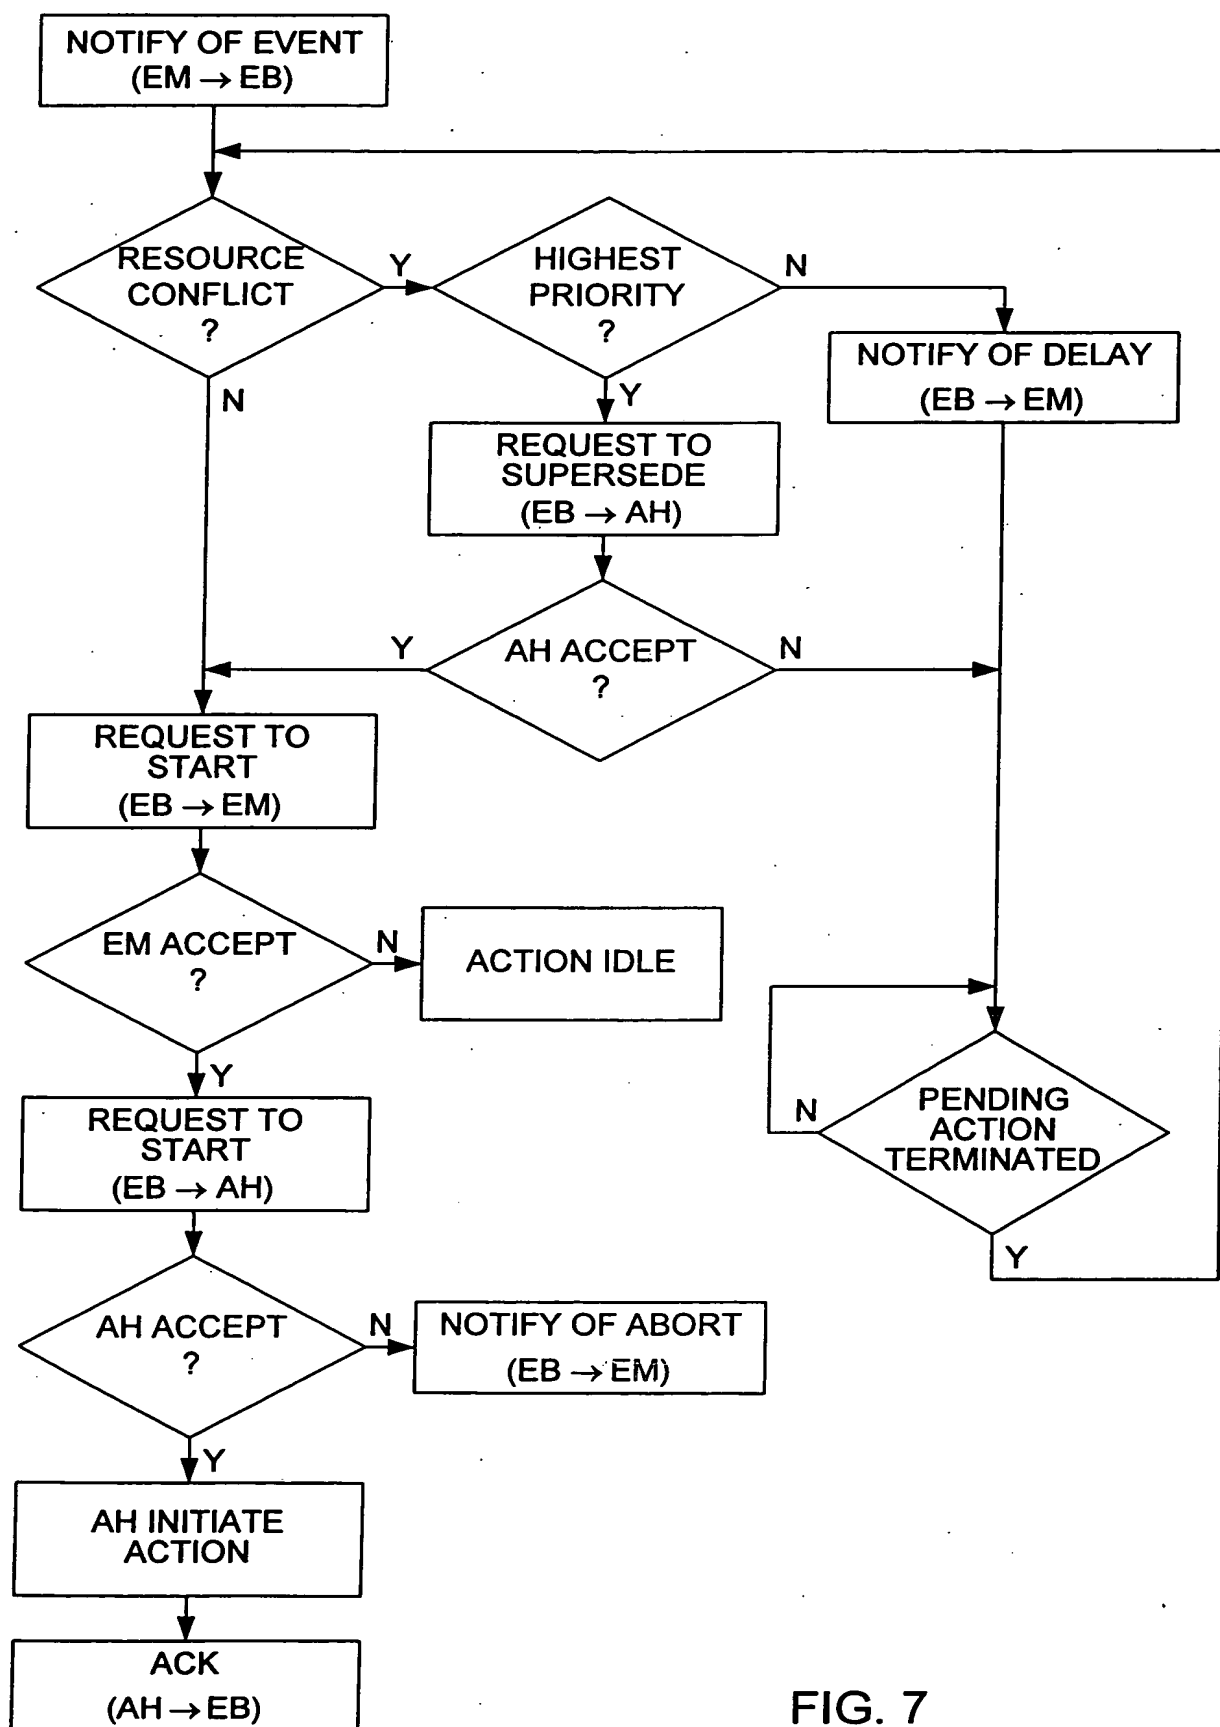 NOTIFY OF EVENT
(EM → EB)
RESOURCE
CONFLICT
?
Y
N
HIGHEST
PRIORITY
?
N
Y
NOTIFY OF DELAY
(EB → EM)
REQUEST TO
SUPERSEDE
(EB → AH)
AH ACCEPT
?
Y
N
REQUEST TO
START
(EB → EM)
EM ACCEPT
?
N
Y
ACTION IDLE
PENDING
ACTION
TERMINATED
N
Y
REQUEST TO
START
(EB → AH)
AH ACCEPT
?
N
Y
NOTIFY OF ABORT
(EB → EM)
AH INITIATE
ACTION
ACK
(AH → EB)
FIG. 7